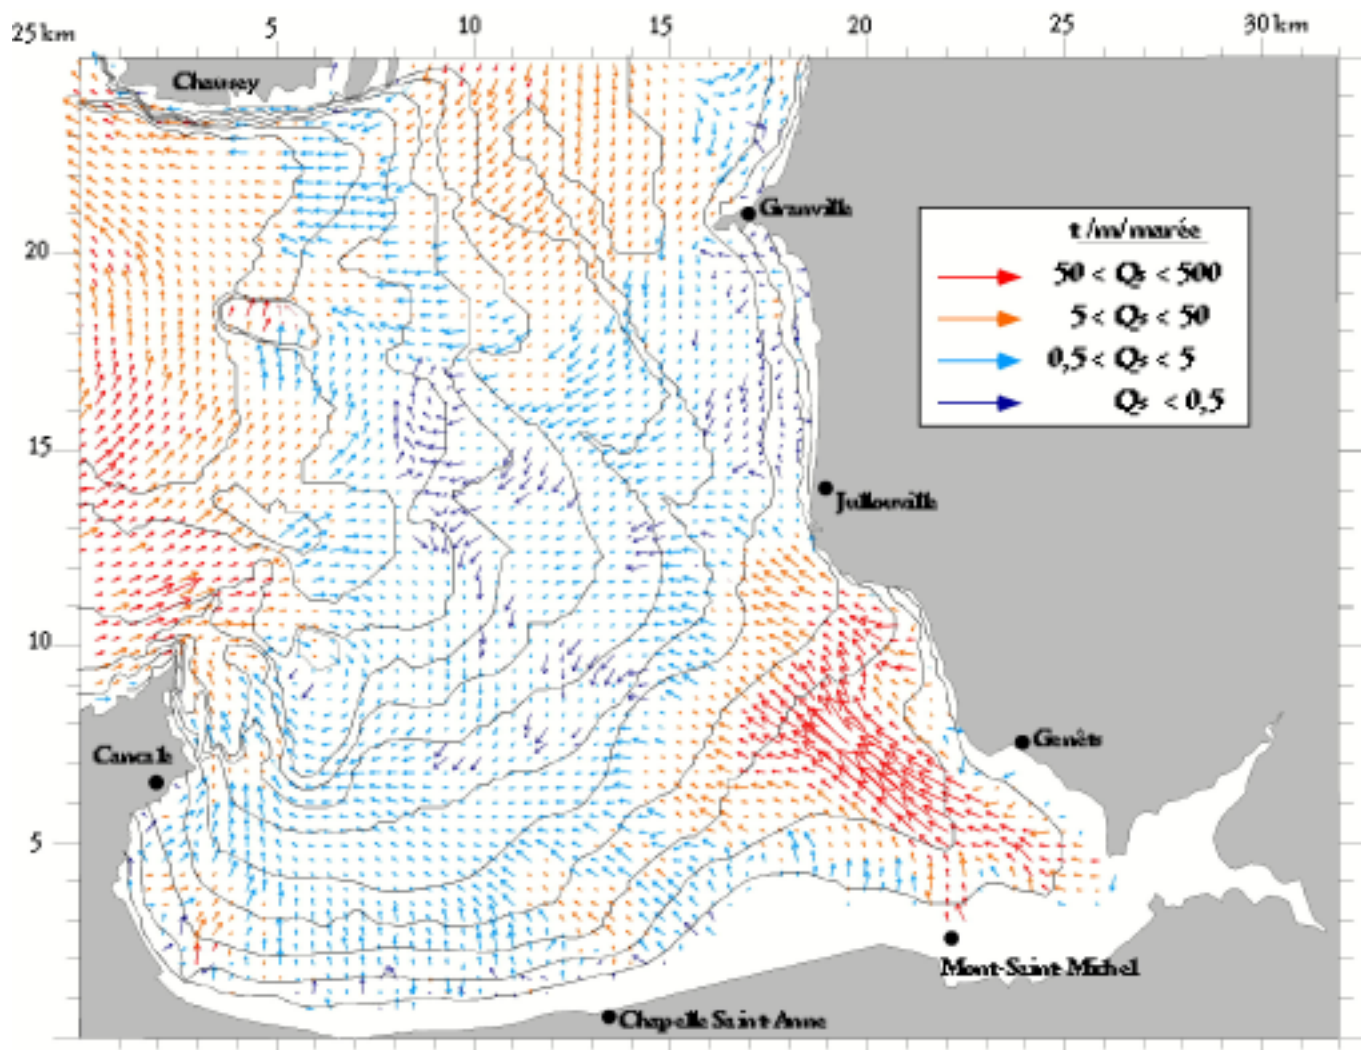 25 km 5 10 15 20 25 30 km
Chausey
Granville
20
t /m/marée
50 < Qs < 500
5 < Qs < 50
0,5 < Qs < 5
Qs < 0,5
15
Jullouville
10
Genêts
Cancale
5
Mont-Saint-Michel
Chapelle Saint-Anne